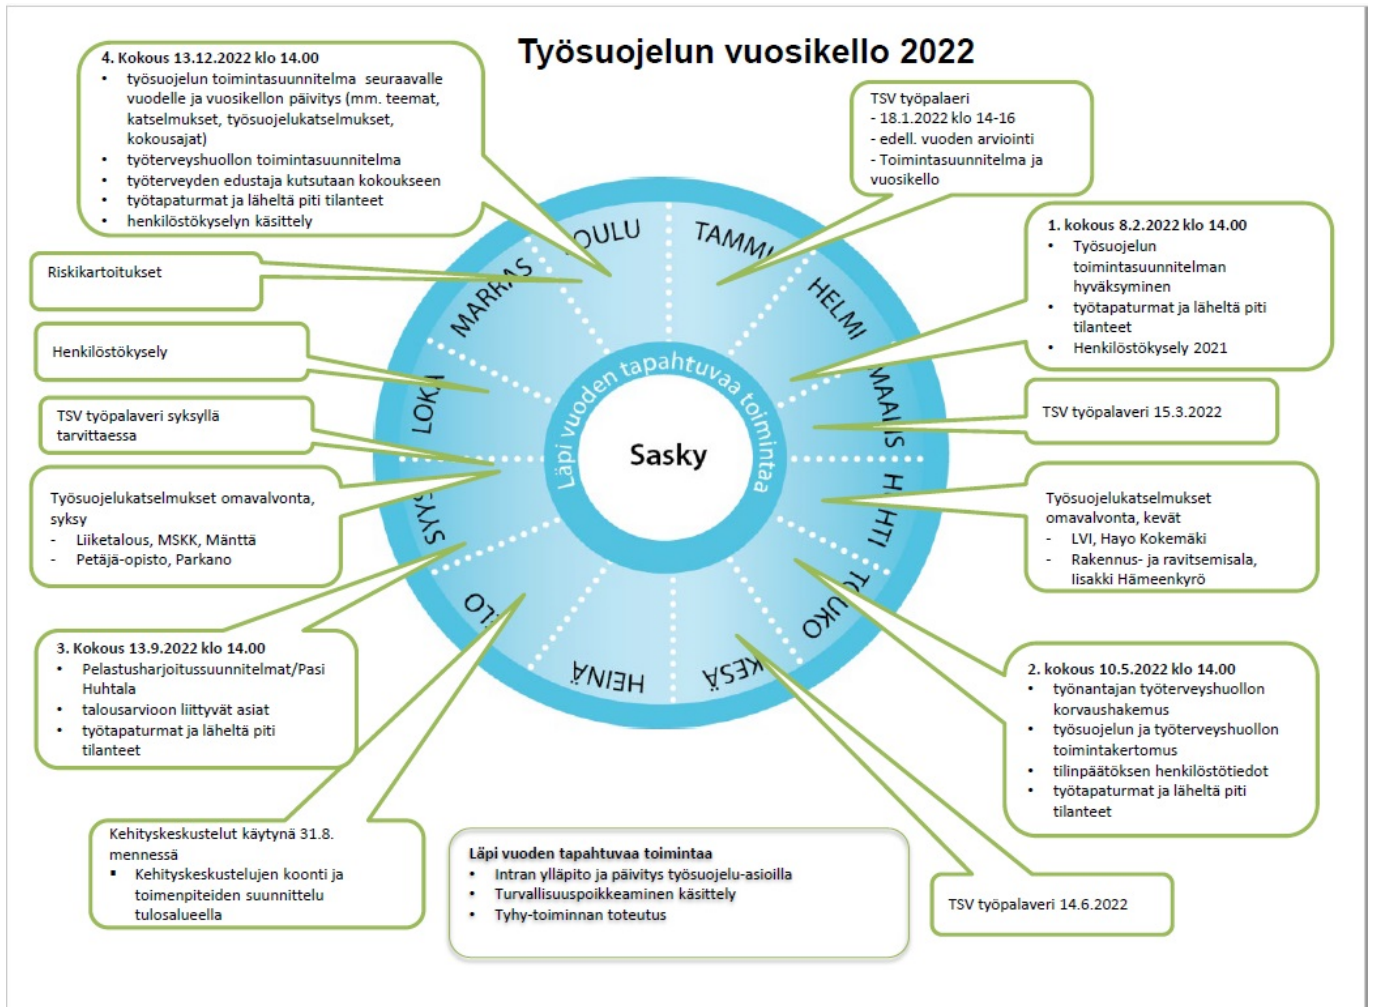 Työsuojelun vuosikello 2022
4. Kokous 13.12.2022 klo 14.00
• työsuojelun toimintasuunnitelma seuraavalle
vuodelle ja vuosikellon päivitys (mm. teemat,
katselmukset, työsuojelukatselmukset,
kokousajat)
• työterveyshuollon toimintasuunnitelma
• työterveyden edustaja kutsutaan kokoukseen
• työtapaturmat ja läheltä piti tilanteet
• henkilöstökyselyn käsittely
TSV työpalaeri
- 18.1.2022 klo 14-16
- edell. vuoden arviointi
- Toimintasuunnitelma ja
vuosikello
1. kokous 8.2.2022 klo 14.00
• Työsuojelun
toimintasuunnitelman
hyväksyminen
• työtapaturmat ja läheltä piti
tilanteet
• Henkilöstökysely 2021
TSV työpalaveri 15.3.2022
Työsuojelukatselmukset
omavalvonta, kevät
- LVI, Hayo Kokemäki
- Rakennus- ja ravitsemisala,
Iisakki Hämeenkyrö
2. kokous 10.5.2022 klo 14.00
• työnantajan työterveyshuollon
korvaushakemus
• työsuojelun ja työterveyshuollon
toimintakertomus
• tilinpäätöksen henkilöstötiedot
• työtapaturmat ja läheltä piti
tilanteet
TSV työpalaveri 14.6.2022
Riskikartoitukset
Henkilöstökysely
TSV työpalaveri syksyllä
tarvittaessa
Työsuojelukatselmukset omavalvonta,
syksy
- Liiketalous, MSKK, Mänttä
- Petäjä-opisto, Parkano
3. Kokous 13.9.2022 klo 14.00
• Pelastusharjoitussuunnitelmat/Pasi
Huhtala
• talousarvioon liittyvät asiat
• työtapaturmat ja läheltä piti
tilanteet
Kehityskeskustelut käytynä 31.8.
mennessä
▪ Kehityskeskustelujen koonti ja
toimenpiteiden suunnittelu
tulosalueella
Läpi vuoden tapahtuvaa toimintaa
• Intran ylläpito ja päivitys työsuojelu-asioilla
• Turvallisuuspoikkeaminen käsittely
• Tyhy-toiminnan toteutus
TAMMI
HELMI
MAALIS
KESÄ
HEINÄ
SYYS
LOKA
MARRAS
Läpi vuoden tapahtuvaa toimintaa
Sasky